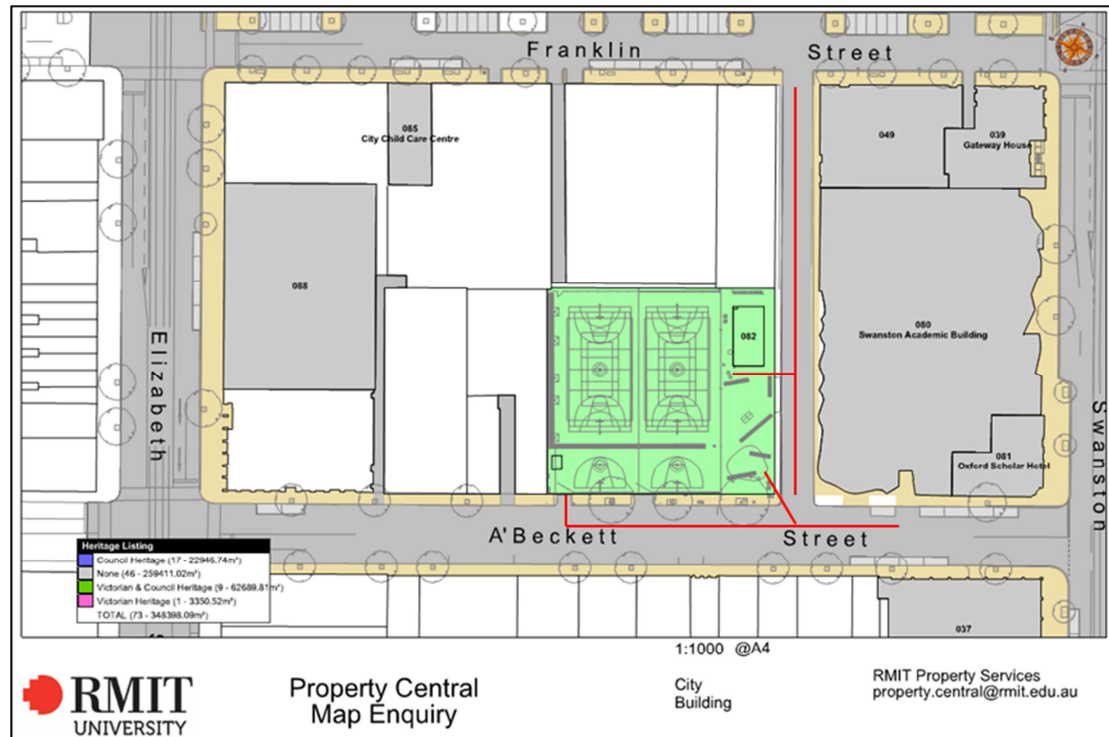 Franklin Street
085
City Child Care Centre
049
039
Gateway House
088
082
080
Swanston Academic Building
Elizabeth
Swanston
081
Oxford Scholar Hotel
A'Beckett Street
Heritage Listing
Council Heritage (17 - 22946.74m²)
None (46 - 259411.02m²)
Victorian & Council Heritage (9 - 62689.81m²)
Victorian Heritage (1 - 3350.52m²)
TOTAL (73 - 348398.09m²)
037
1:1000 @A4
RMIT
UNIVERSITY
Property Central
Map Enquiry
City
Building
RMIT Property Services
property.central@rmit.edu.au